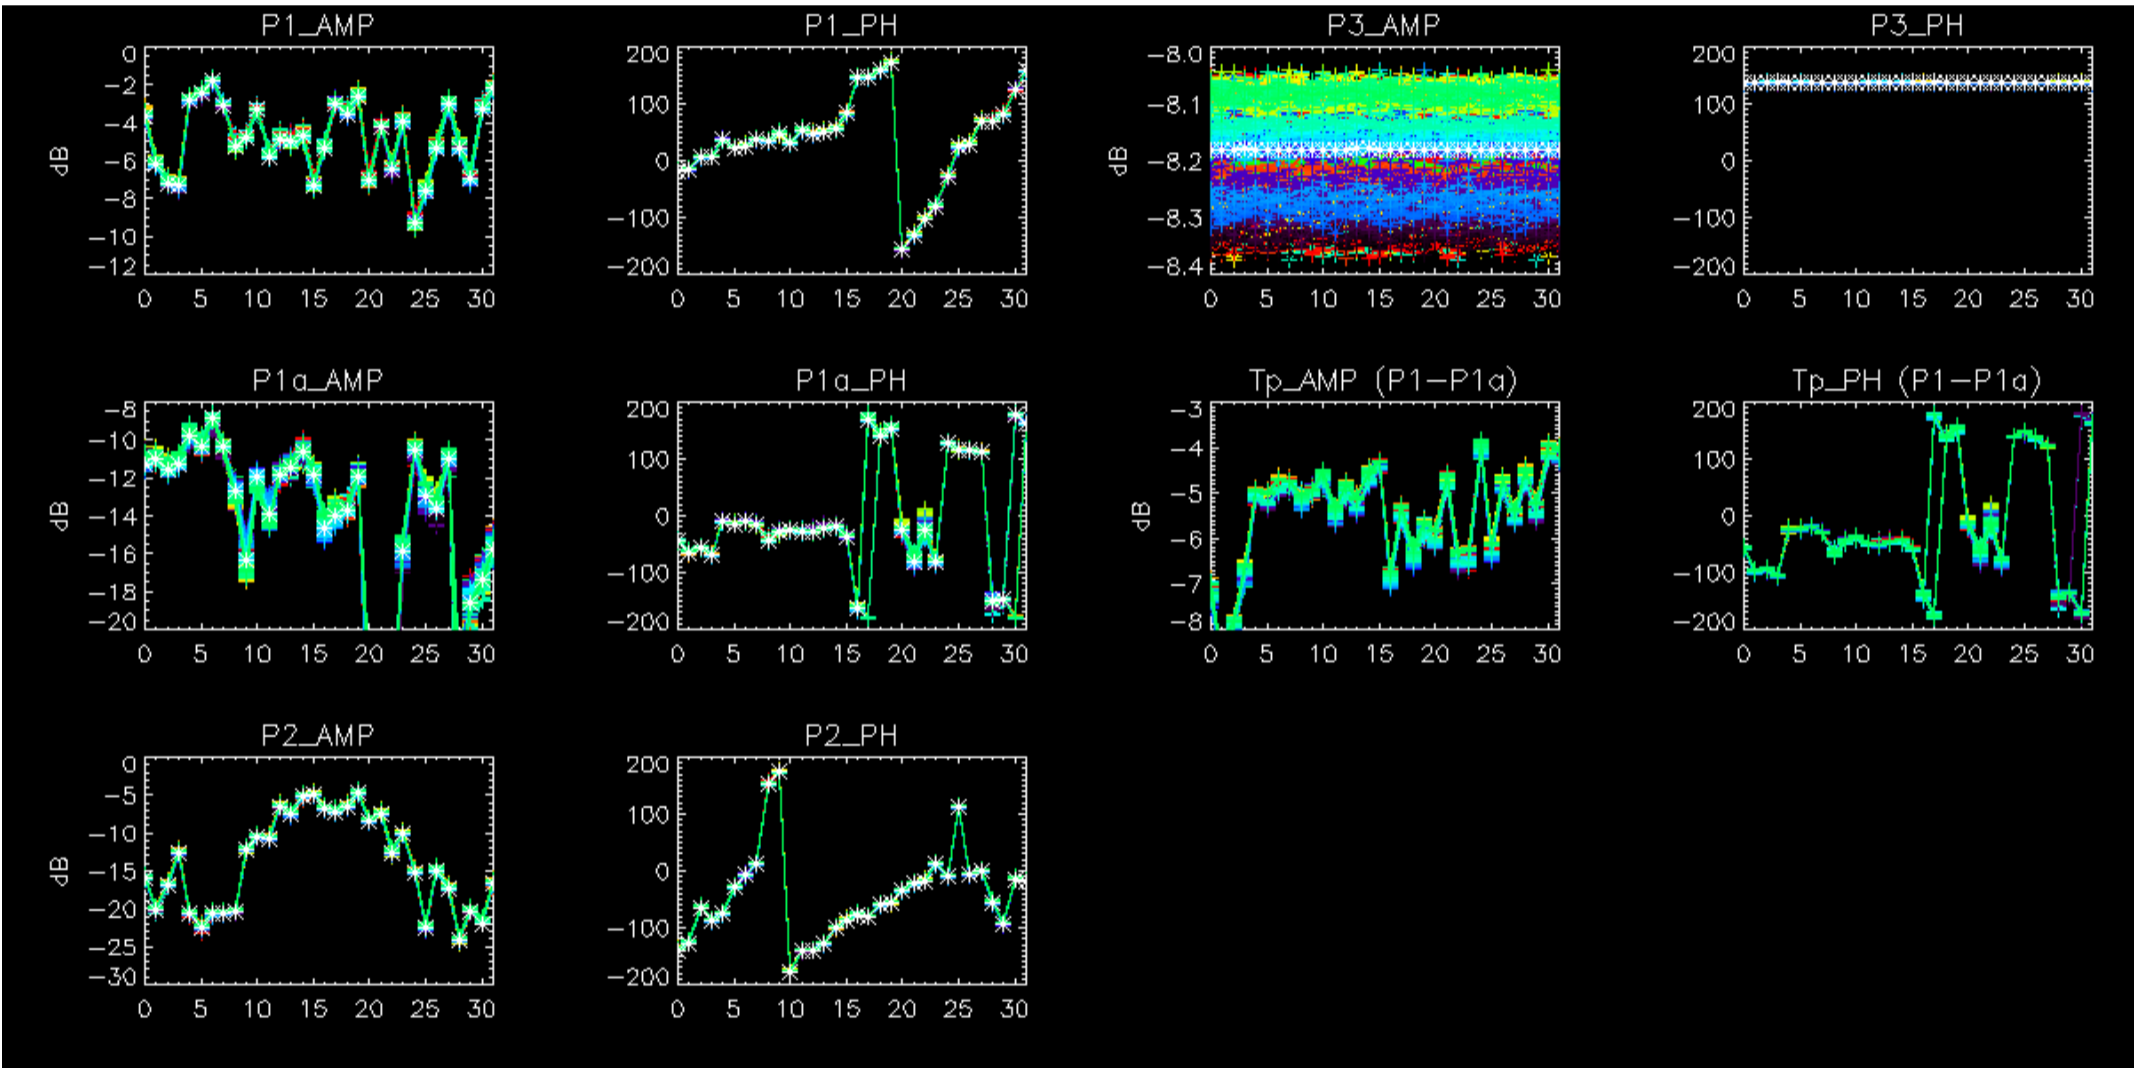 P1_AMP P1_PH P3_AMP P3_PH
0 200 -8.0 200
-2 -8.1
-4 100 100
dB -6 0 dB -8.2 0
-8 -100 -8.3 -100
-10
-12 -200 -8.4 -200
0 5 10 15 20 25 30 0 5 10 15 20 25 30 0 5 10 15 20 25 30 0 5 10 15 20 25 30
P1a_AMP P1a_PH Tp_AMP (P1-P1a) Tp_PH (P1-P1a)
-8 200 -3 200
-10 -4
-12 100 100
dB -14 0 dB -5 0
-16 -6
-18 -100 -7 -100
-20 -200 -8 -200
0 5 10 15 20 25 30 0 5 10 15 20 25 30 0 5 10 15 20 25 30 0 5 10 15 20 25 30
P2_AMP P2_PH
0 200
-5
-10 100
dB -15 0
-20 -100
-25
-30 -200
0 5 10 15 20 25 30 0 5 10 15 20 25 30